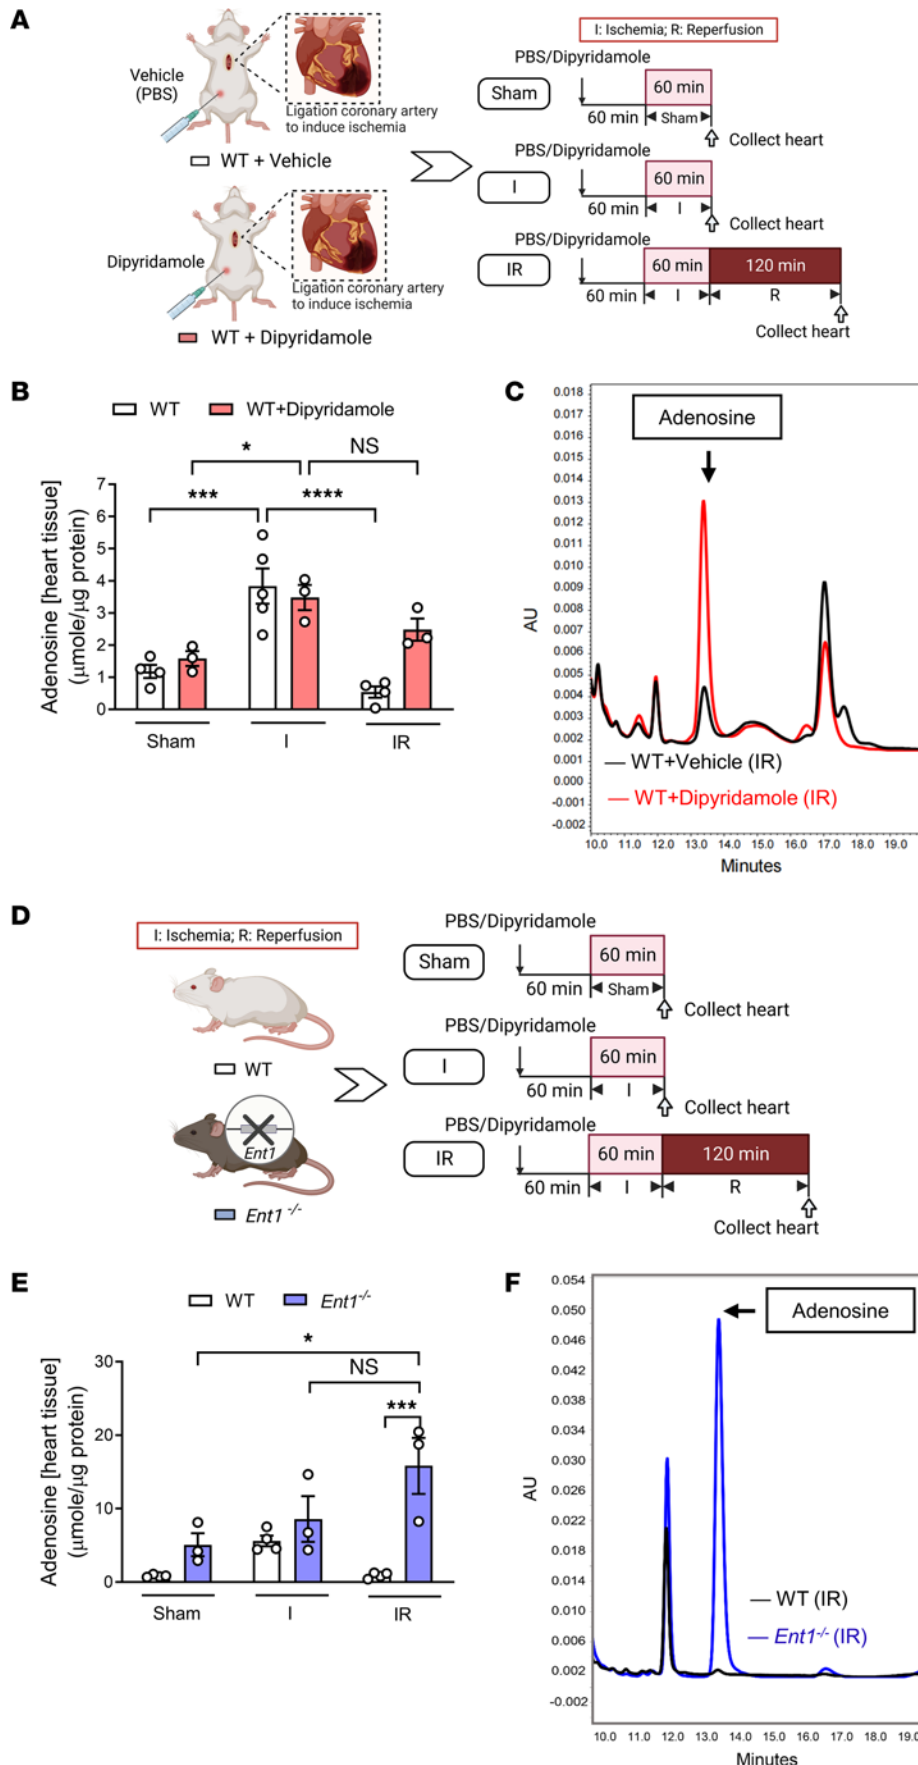 A
Vehicle
(PBS)
Ligation coronary artery
to induce ischemia
WT + Vehicle
Dipyridamole
Ligation coronary artery
to induce ischemia
WT + Dipyridamole
I: Ischemia; R: Reperfusion
PBS/Dipyridamole
Sham
60 min
60 min
Sham
Collect heart
PBS/Dipyridamole
I
60 min
60 min
I
Collect heart
PBS/Dipyridamole
IR
60 min
120 min
60 min
I
R
Collect heart
B
WT
WT+Dipyridamole
*
NS
***
****
Adenosine [heart tissue]
(µmole/µg protein)
7
6
5
4
3
2
1
0
Sham
I
IR
C
Adenosine
AU
0.018
0.017
0.016
0.015
0.014
0.013
0.012
0.011
0.010
0.009
0.008
0.007
0.006
0.005
0.004
0.003
0.002
0.001
0.000
-0.001
-0.002
WT+Vehicle (IR)
WT+Dipyridamole (IR)
10.0 11.0 12.0 13.0 14.0 15.0 16.0 17.0 18.0 19.0
Minutes
D
I: Ischemia; R: Reperfusion
WT
Ent1
Ent1 -/-
PBS/Dipyridamole
Sham
60 min
60 min
Sham
Collect heart
PBS/Dipyridamole
I
60 min
60 min
I
Collect heart
PBS/Dipyridamole
IR
60 min
120 min
60 min
I
R
Collect heart
E
WT
Ent1-/-
*
NS
***
Adenosine [heart tissue]
(µmole/µg protein)
30
20
10
0
Sham
I
IR
F
Adenosine
AU
0.054
0.050
0.046
0.042
0.038
0.034
0.030
0.026
0.022
0.018
0.014
0.010
0.006
0.002
-0.002
WT (IR)
Ent1-/- (IR)
10.0 11.0 12.0 13.0 14.0 15.0 16.0 17.0 18.0 19.0
Minutes